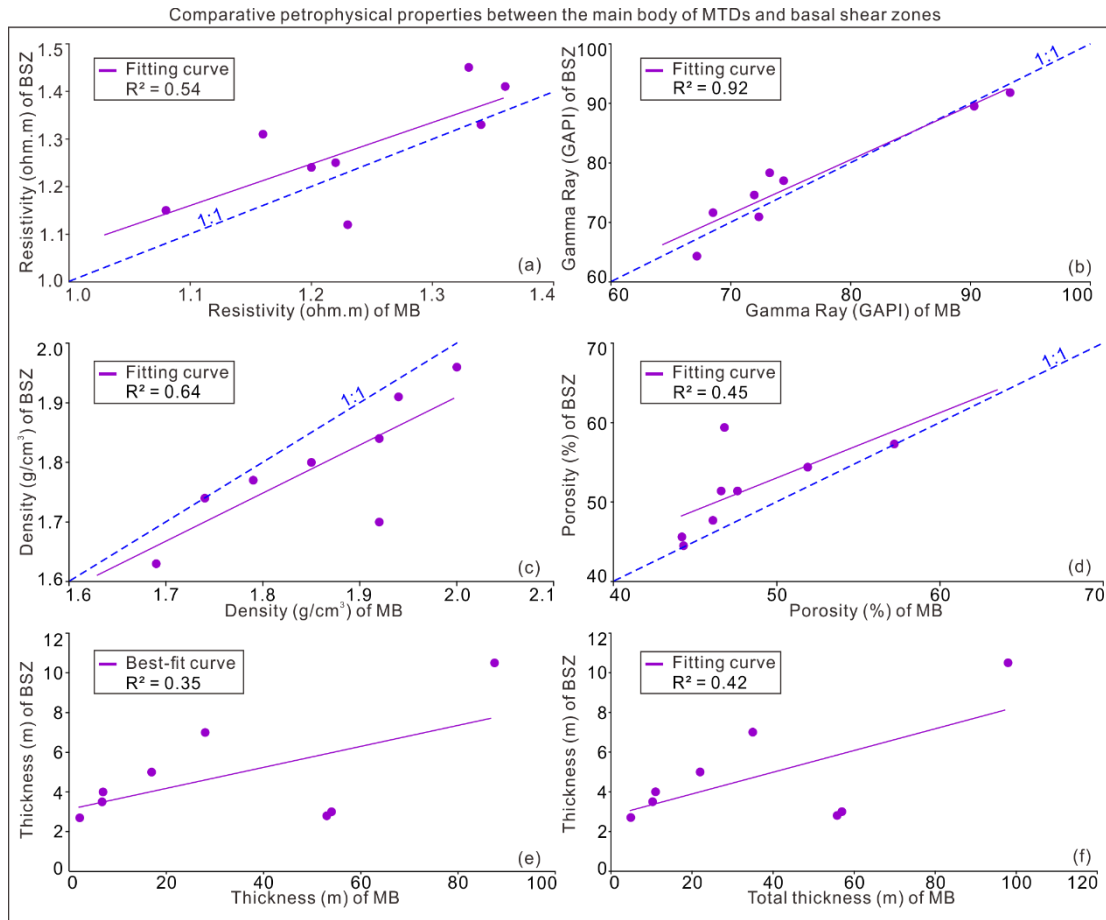 Comparative petrophysical properties between the main body of MTDs and basal shear zones
Resistivity (ohm.m) of BSZ
1.5
1.4
1.3
1.2
1.1
1.0
Fitting curve
R² = 0.54
1:1
(a)
1.0
1.1
1.2
1.3
1.4
Resistivity (ohm.m) of MB
Gamma Ray (GAPI) of BSZ
100
90
80
70
60
Fitting curve
R² = 0.92
1:1
(b)
60
70
80
90
100
Gamma Ray (GAPI) of MB
Density (g/cm³) of BSZ
2.0
1.9
1.8
1.7
1.6
Fitting curve
R² = 0.64
1:1
(c)
1.6
1.7
1.8
1.9
2.0
2.1
Density (g/cm³) of MB
Porosity (%) of BSZ
70
60
50
40
Fitting curve
R² = 0.45
1:1
(d)
40
50
60
70
Porosity (%) of MB
Thickness (m) of BSZ
12
10
8
6
4
2
0
Best-fit curve
R² = 0.35
(e)
0
20
40
60
80
100
Thickness (m) of MB
Thickness (m) of BSZ
12
10
8
6
4
2
0
Fitting curve
R² = 0.42
(f)
0
20
40
60
80
100
120
Total thickness (m) of MB